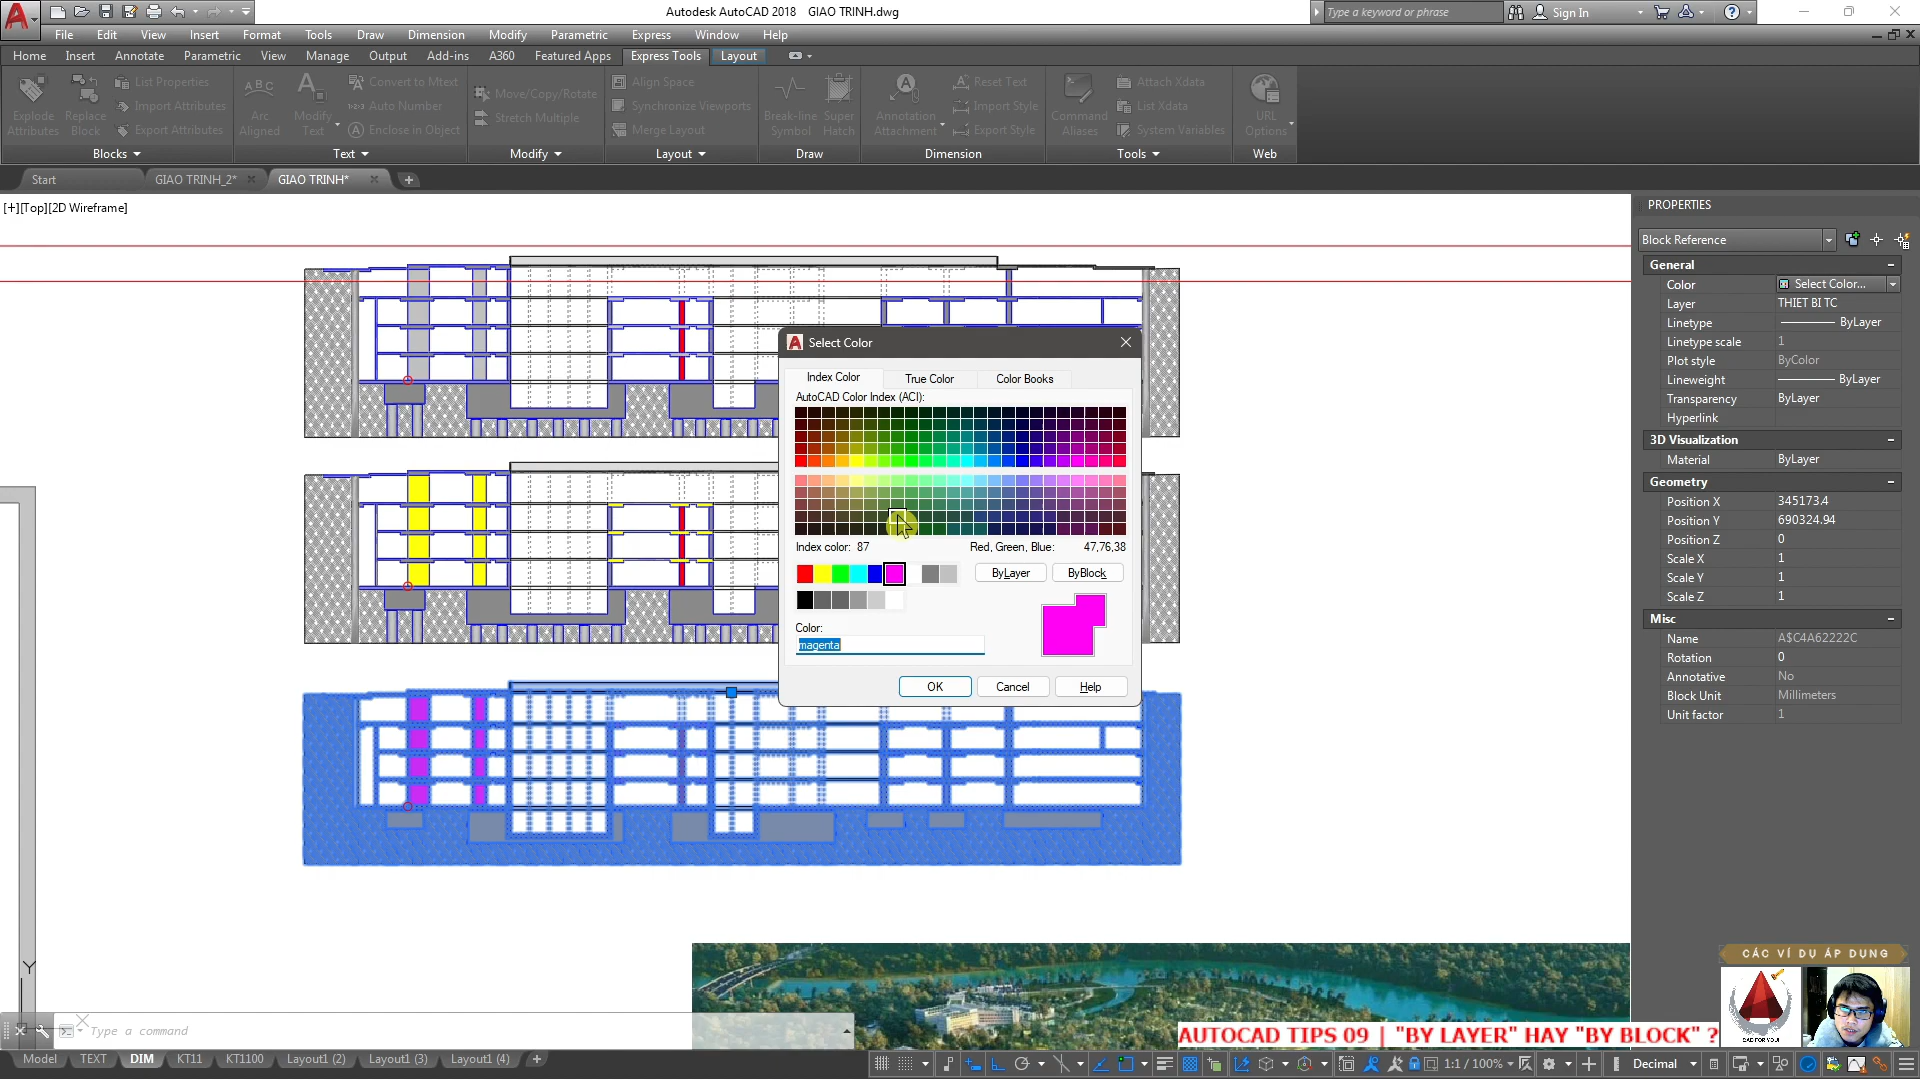 Autodesk AutoCAD 2018 GIAO TRINH.dwg
Type a keyword or phrase
Sign In
File Edit View Insert Format Tools Draw Dimension Modify Parametric Express Window Help
Home Insert Annotate Parametric View Manage Output Add-ins A360 Featured Apps Express Tools Layout
Explode Attributes
Replace Block
List Properties
Import Attributes
Export Attributes
Blocks
ABC
Arc Aligned
Modify Text
Convert to Mtext
Auto Number
Enclose in Object
Text
Move/Copy/Rotate
Stretch Multiple
Modify
Align Space
Synchronize Viewports
Merge Layout
Layout
Break-line Symbol
Super Hatch
Draw
Annotation Attachment
Reset Text
Import Style
Export Style
Dimension
Command Aliases
Attach Xdata
List Xdata
System Variables
Tools
URL Options
Web
Start GIAO TRINH_2* GIAO TRINH*
[+][Top][2D Wireframe]
PROPERTIES
Block Reference
General
Color Select Color...
Layer THIET BI TC
Linetype ByLayer
Linetype scale 1
Plot style ByColor
Lineweight ByLayer
Transparency ByLayer
Hyperlink
3D Visualization
Material ByLayer
Geometry
Position X 345173.4
Position Y 690324.94
Position Z 0
Scale X 1
Scale Y 1
Scale Z 1
Misc
Name A$C4A62222C
Rotation 0
Annotative No
Block Unit Millimeters
Unit factor 1
Select Color
Index Color True Color Color Books
AutoCAD Color Index (ACI):
Index color: 87 Red, Green, Blue: 47,76,38
ByLayer ByBlock
Color:
magenta
OK Cancel Help
Y
Type a command
CÁC VÍ DỤ ÁP DỤNG
CAD FOR YOU!
AUTOCAD TIPS 09 | "BY LAYER" HAY "BY BLOCK" ?
Model TEXT DIM KT11 KT1100 Layout1 (2) Layout1 (3) Layout1 (4)
1:1 / 100% Decimal